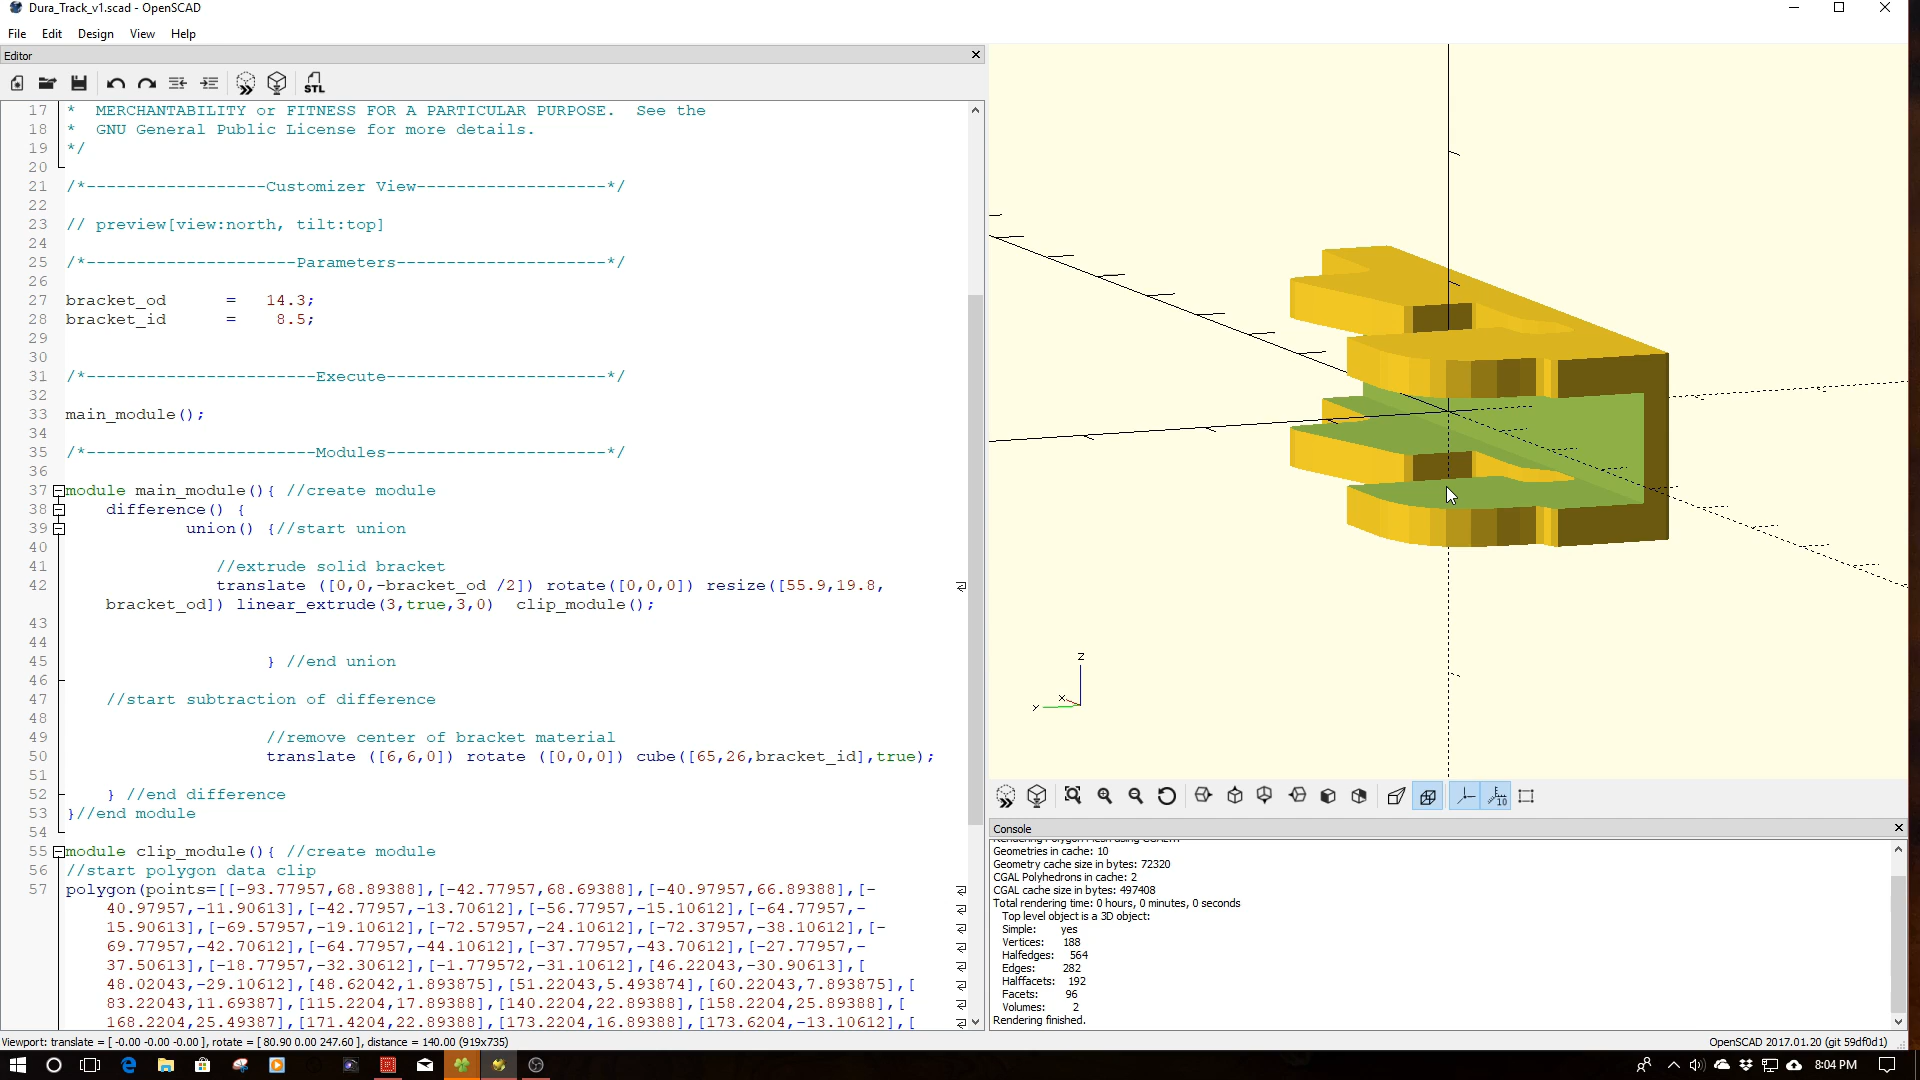 Dura_Track_v1.scad - OpenSCAD
File Edit Design View Help
Editor
STL
17 * MERCHANTABILITY or FITNESS FOR A PARTICULAR PURPOSE.  See the
18 * GNU General Public License for more details.
19 */
20
21 /*------------------Customizer View-------------------*/
22
23 // preview[view:north, tilt:top]
24
25 /*---------------------Parameters---------------------*/
26
27 bracket_od      =   14.3;
28 bracket_id      =    8.5;
29
30
31 /*-----------------------Execute----------------------*/
32
33 main_module();
34
35 /*-----------------------Modules----------------------*/
36
37 module main_module(){ //create module
38     difference() {
39             union() {//start union
40
41                //extrude solid bracket
42                translate ([0,0,-bracket_od /2]) rotate([0,0,0]) resize([55.9,19.8,
bracket_od]) linear_extrude(3,true,3,0)  clip_module();
43
44
45                     } //end union
46
47     //start subtraction of difference
48
49                     //remove center of bracket material
50                     translate ([6,6,0]) rotate ([0,0,0]) cube([65,26,bracket_id],true);
51
52     } //end difference
53 }//end module
54
55 module clip_module(){ //create module
56 //start polygon data clip
57 polygon(points=[[-93.77957,68.89388],[-42.77957,68.69388],[-40.97957,66.89388],[-
40.97957,-11.90613],[-42.77957,-13.70612],[-56.77957,-15.10612],[-64.77957,-
15.90613],[-69.57957,-19.10612],[-72.57957,-24.10612],[-72.37957,-38.10612],[-
69.77957,-42.70612],[-64.77957,-44.10612],[-37.77957,-43.70612],[-27.77957,-
37.50613],[-18.77957,-32.30612],[-1.779572,-31.10612],[46.22043,-30.90613],[
48.02043,-29.10612],[48.62042,1.893875],[51.22043,5.493874],[60.22043,7.893875],[
83.22043,11.69387],[115.2204,17.89388],[140.2204,22.89388],[158.2204,25.89388],[
168.2204,25.49387],[171.4204,22.89388],[173.2204,16.89388],[173.6204,-13.10612],[
z
x
y
10
Console
Geometries in cache: 10
Geometry cache size in bytes: 72320
CGAL Polyhedrons in cache: 2
CGAL cache size in bytes: 497408
Total rendering time: 0 hours, 0 minutes, 0 seconds
Top level object is a 3D object:
Simple: yes
Vertices: 188
Halfedges: 564
Edges: 282
Halffacets: 192
Facets: 96
Volumes: 2
Rendering finished.
Viewport: translate = [ -0.00 -0.00 -0.00 ], rotate = [ 80.90 0.00 247.60 ], distance = 140.00 (919x735)
OpenSCAD 2017.01.20 (git 59df0d1)
8:04 PM